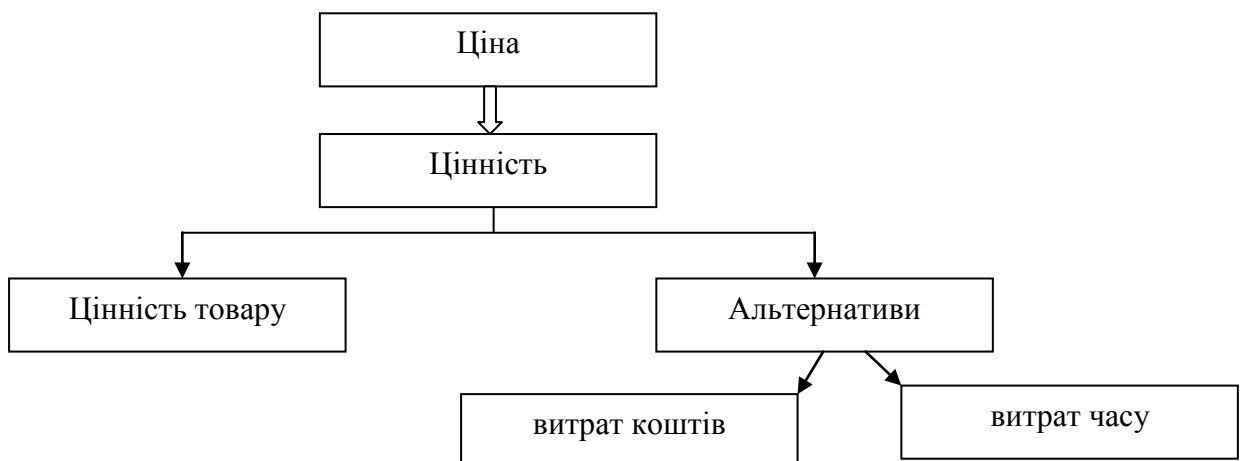 Ціна
Цінність
Цінність товару
Альтернативи
витрат коштів
витрат часу